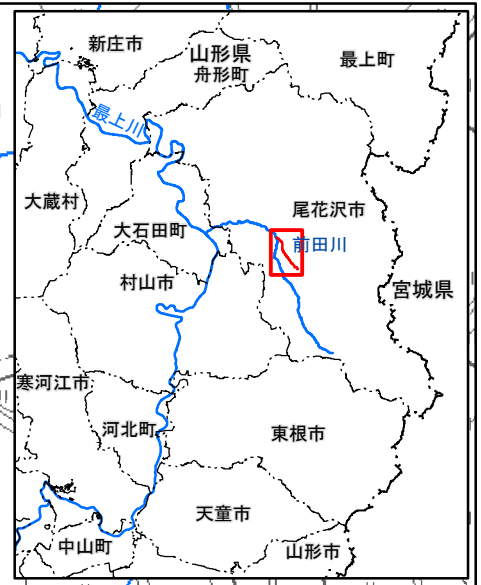 新庄市
山形県
舟形町
最上町
最上川
大蔵村
尾花沢市
大石田町
前田川
村山市
宮城県
寒河江市
河北町
東根市
天童市
中山町
山形市